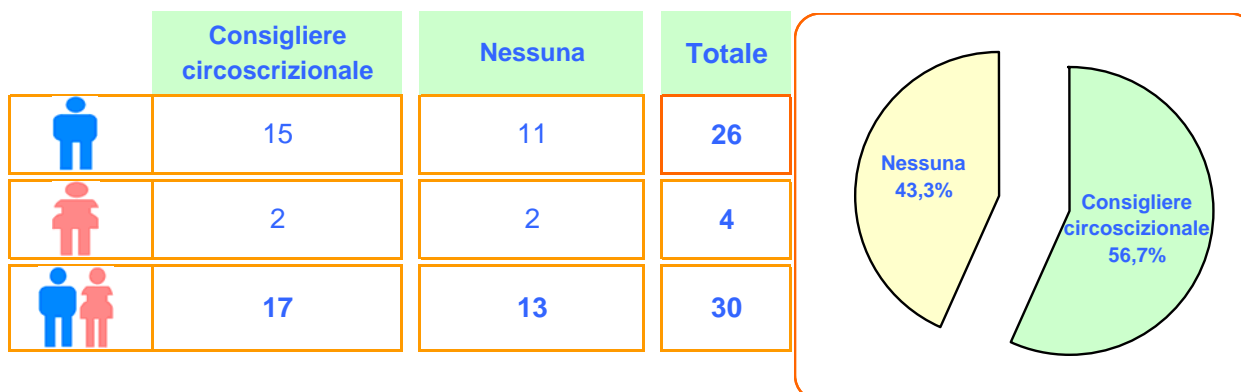 Consigliere
circoscrizionale
Nessuna
Totale
15
11
26
2
2
4
17
13
30
Nessuna
43,3%
Consigliere
circoscizionale
56,7%